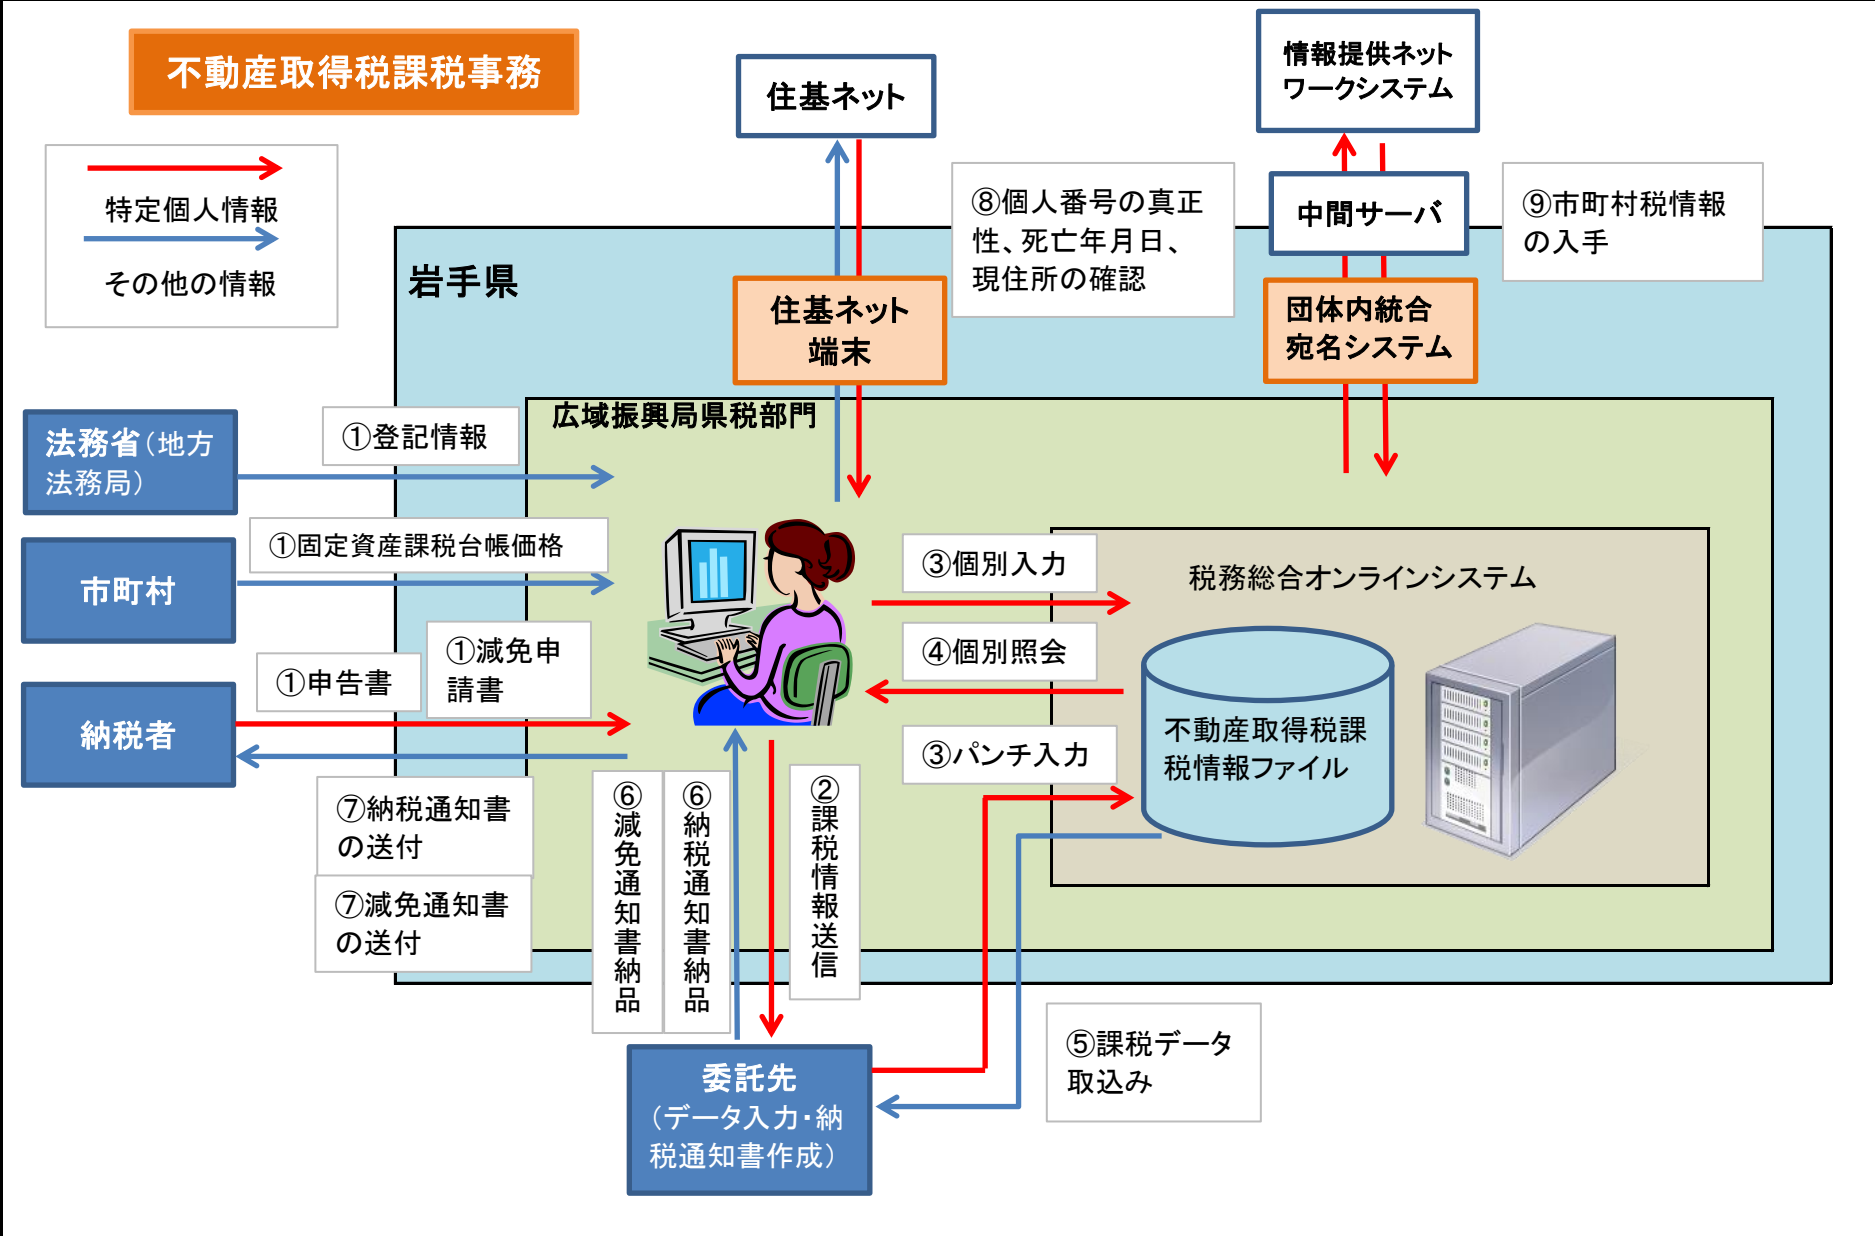 不動産取得税課税事務
特定個人情報
その他の情報
住基ネット
情報提供ネット
ワークシステム
⑧個人番号の真正
性、死亡年月日、
現住所の確認
中間サーバ
⑨市町村税情報
の入手
岩手県
住基ネット
端末
団体内統合
宛名システム
広域振興局県税部門
法務省（地方
法務局）
①登記情報
市町村
①固定資産課税台帳価格
納税者
①申告書
①減免申
請書
③個別入力
④個別照会
③パンチ入力
税務総合オンラインシステム
不動産取得税課
税情報ファイル
⑦納税通知書
の送付
⑦減免通知書
の送付
⑥減免通知書納品
⑥納税通知書納品
②課税情報送信
⑤課税データ
取込み
委託先
（データ入力・納
税通知書作成）